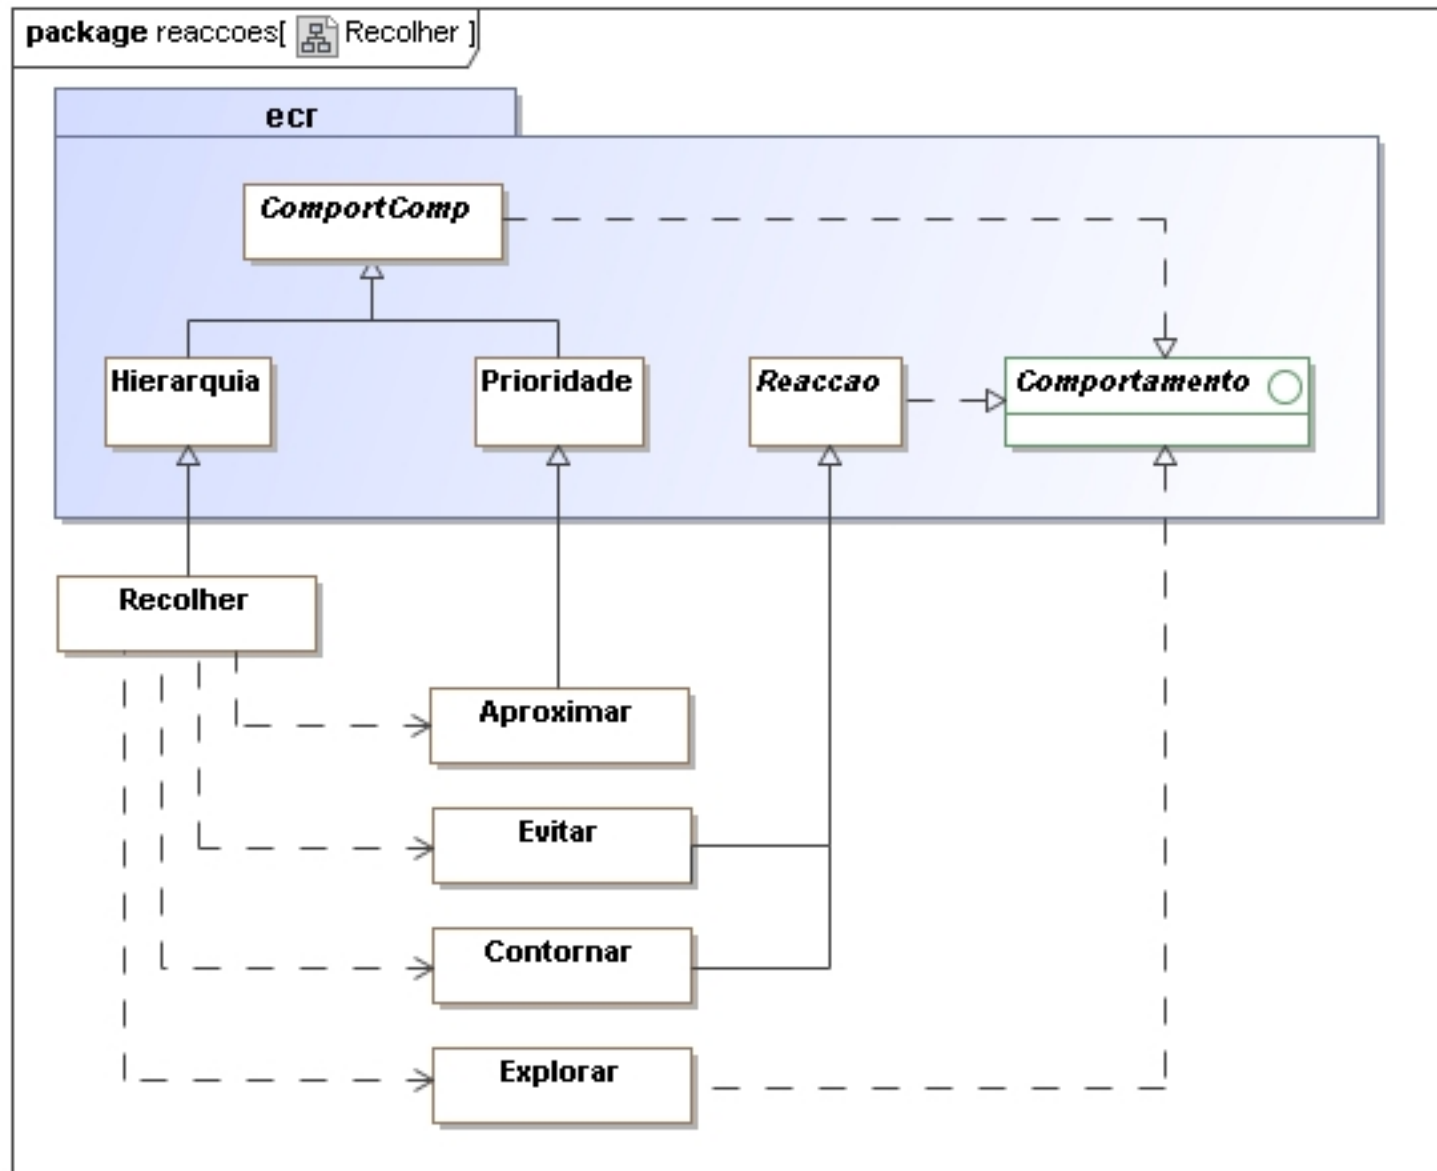 package reaccoes[ Recolher ]
ecr
ComportComp
Hierarquia
Prioridade
Reaccao
Comportamento
Recolher
Aproximar
Evitar
Contornar
Explorar